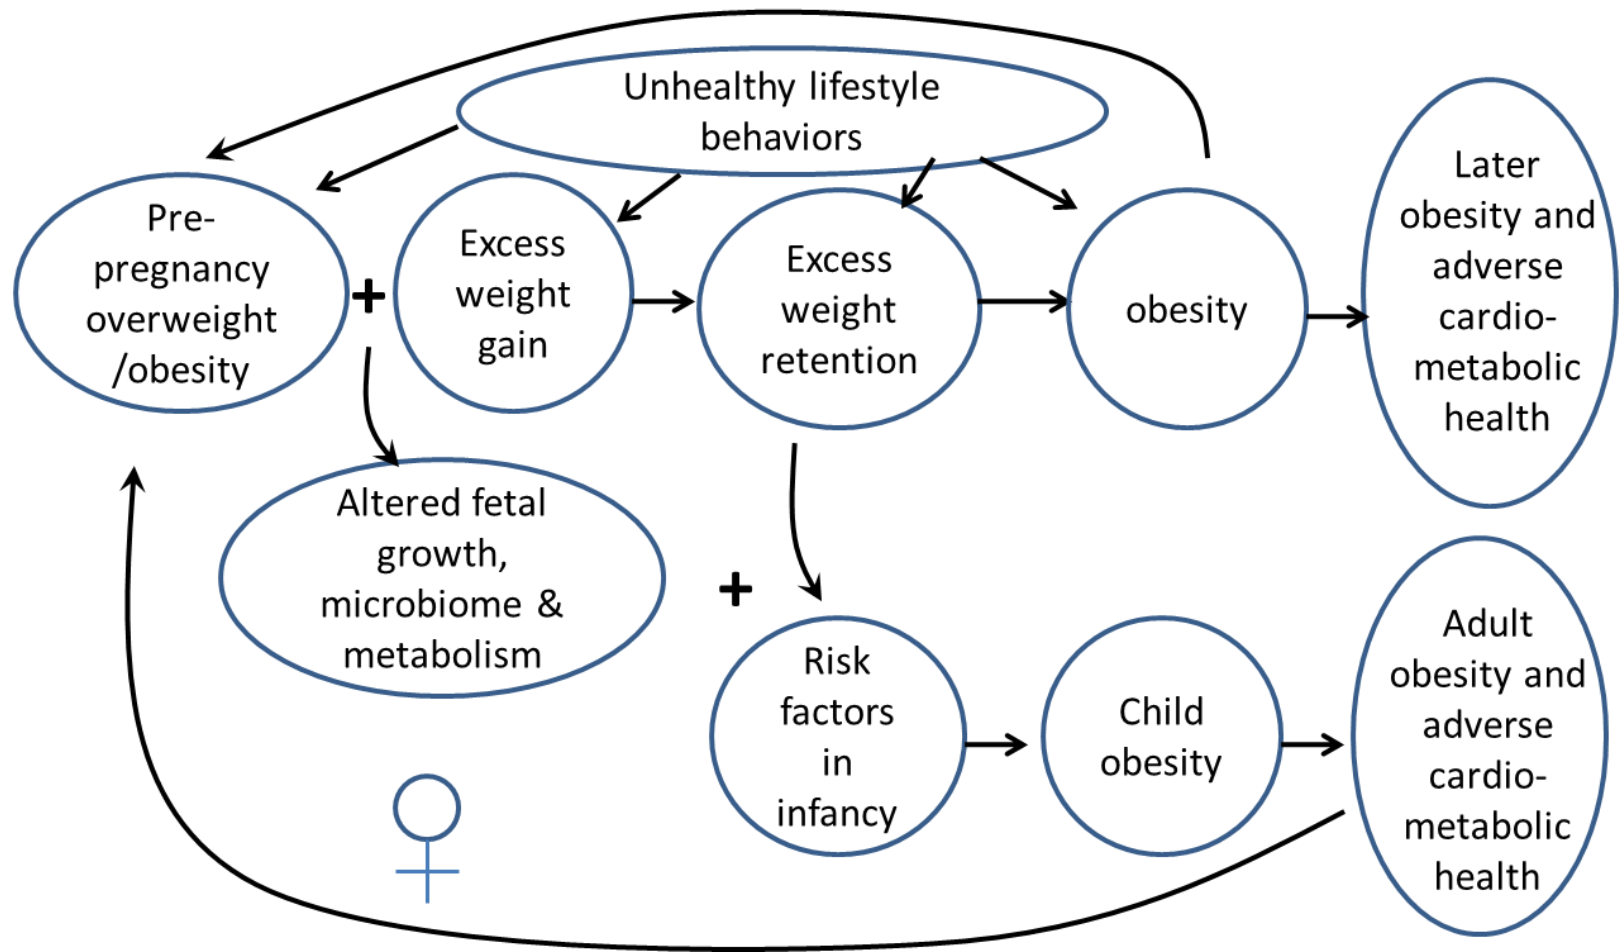 Unhealthy lifestyle
behaviors
Pre-
pregnancy
overweight
/obesity
+
Excess
weight
gain
Excess
weight
retention
obesity
Later
obesity and
adverse
cardio-
metabolic
health
Altered fetal
growth,
microbiome &
metabolism
+
Risk
factors
in
infancy
Child
obesity
Adult
obesity and
adverse
cardio-
metabolic
health